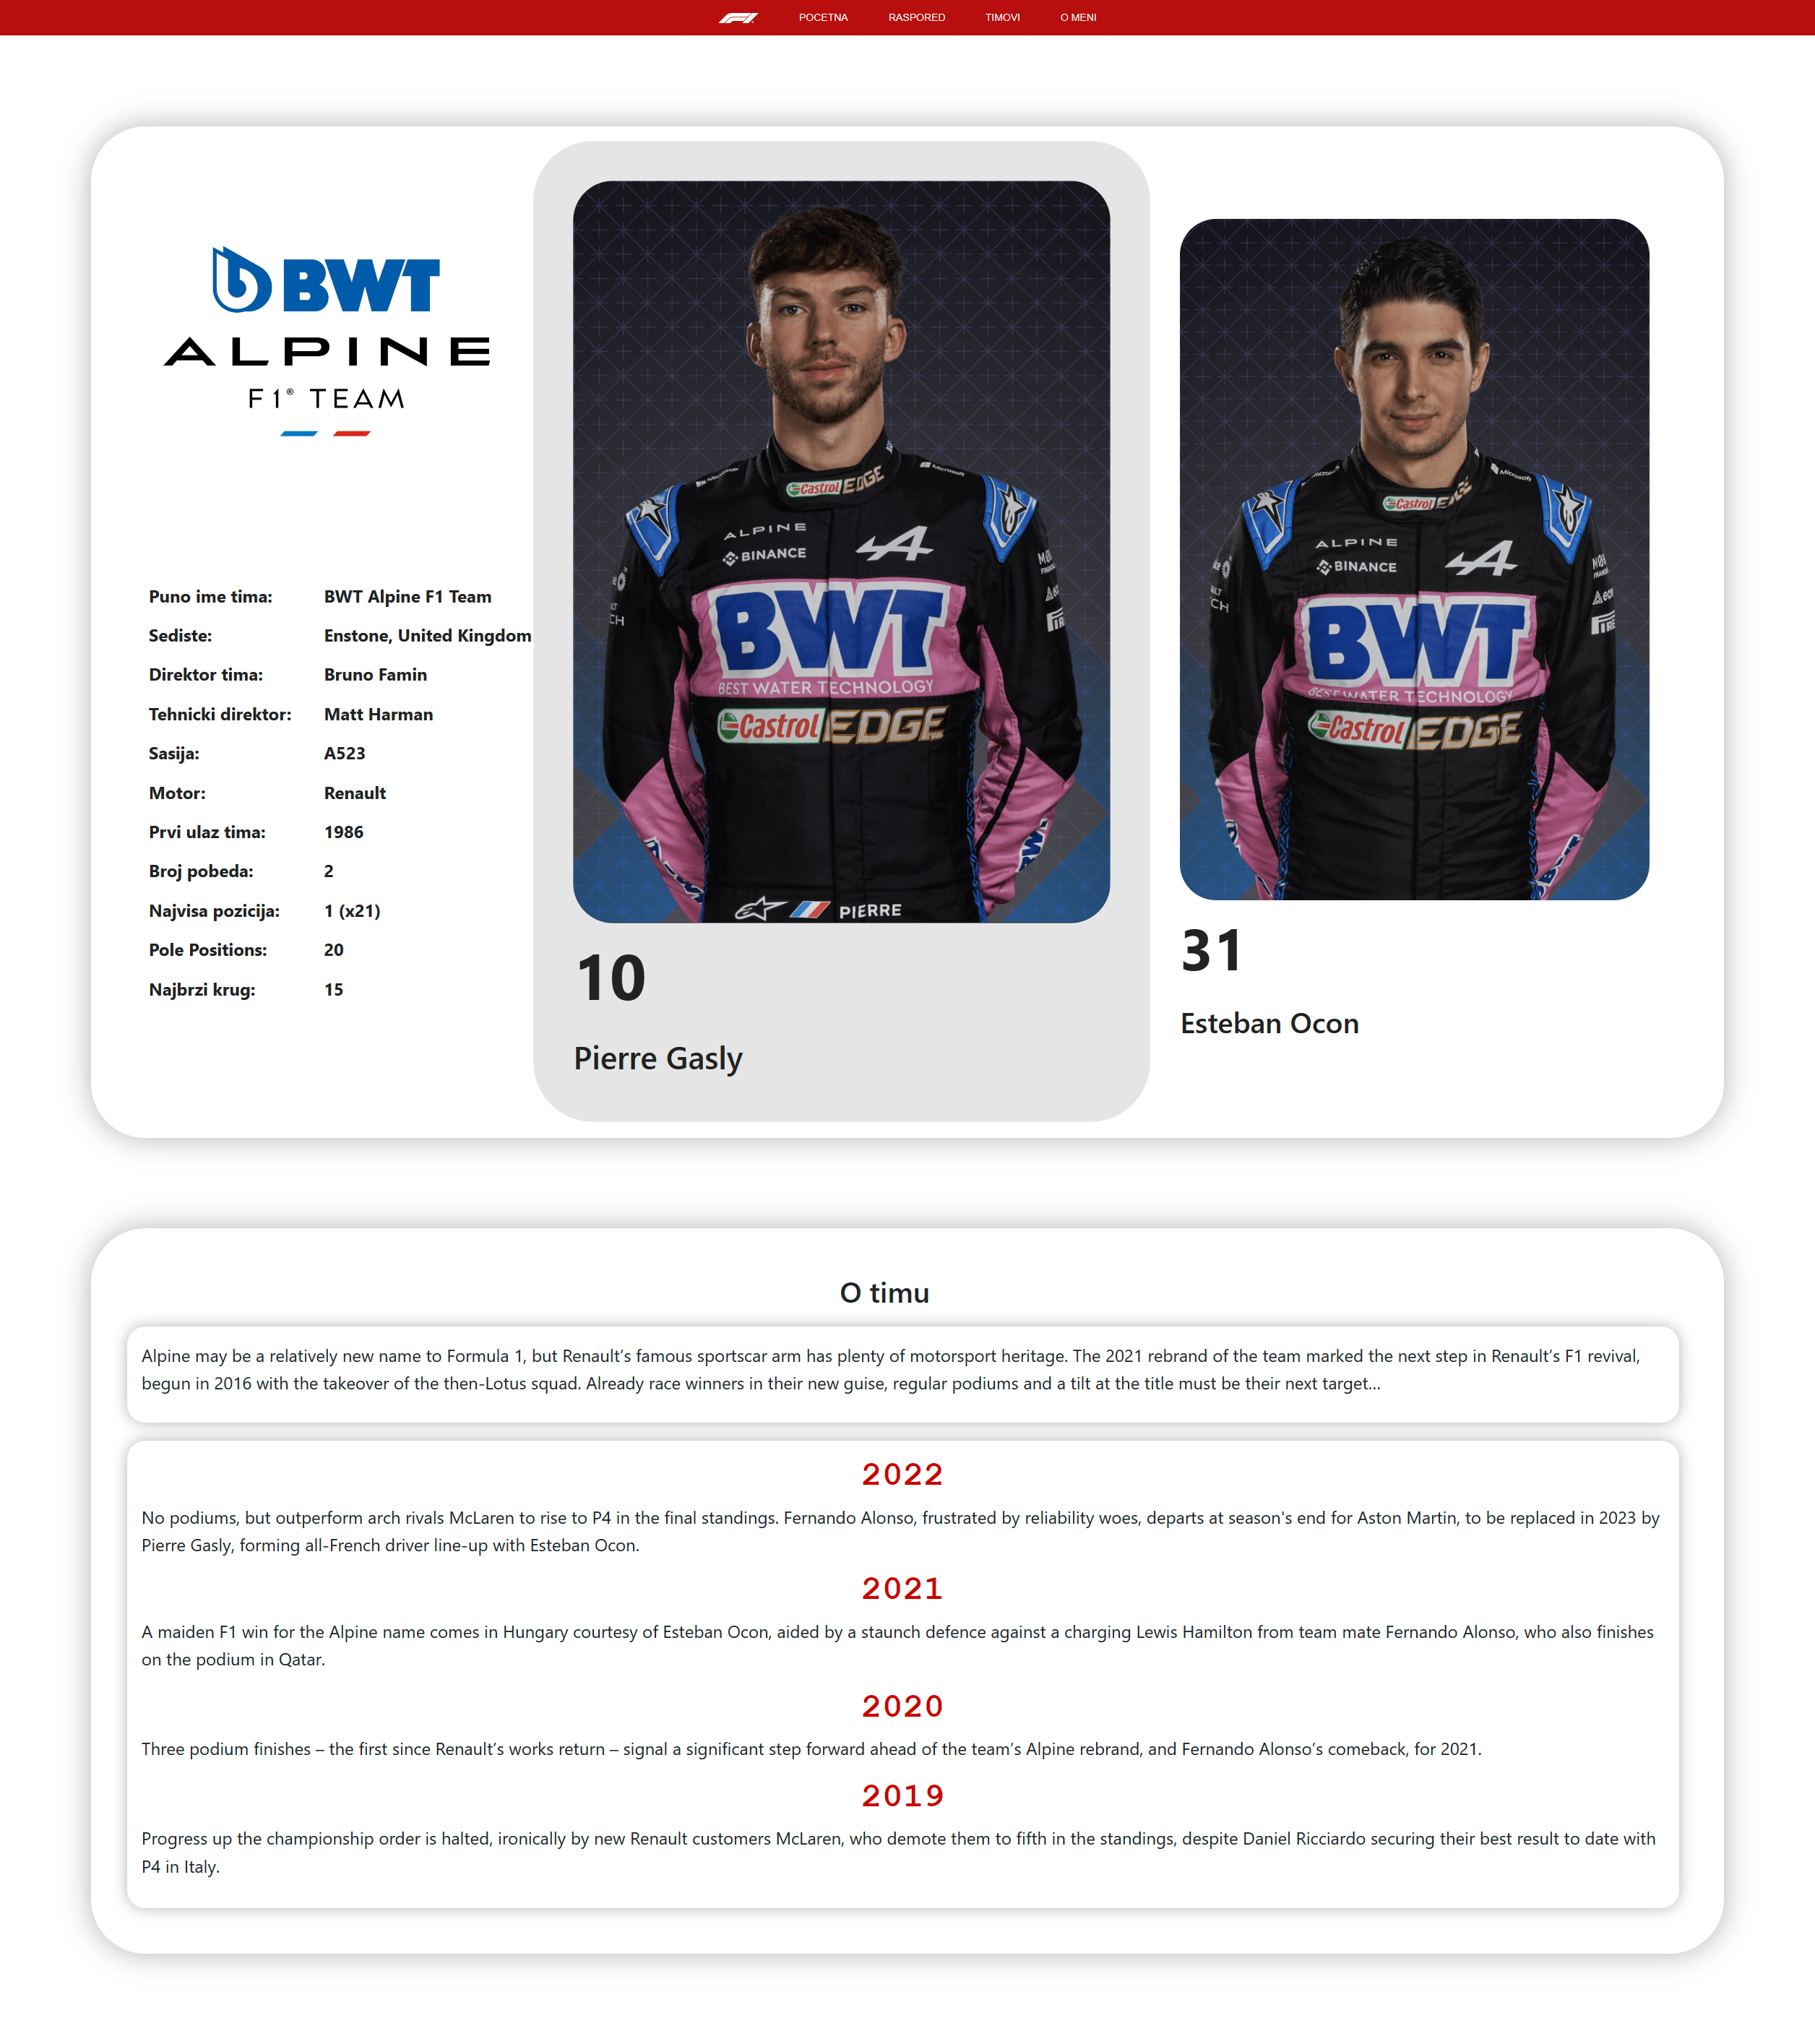 POCETNA RASPORED TIMOVI O MENI
BWT
ALPINE
F1® TEAM
Puno ime tima: BWT Alpine F1 Team
Sediste: Enstone, United Kingdom
Direktor tima: Bruno Famin
Tehnicki direktor: Matt Harman
Sasija: A523
Motor: Renault
Prvi ulaz tima: 1986
Broj pobeda: 2
Najvisa pozicija: 1 (x21)
Pole Positions: 20
Najbrzi krug: 15
Microsoft
Castrol EDGE
ALPINE
BINANCE
BWT
BEST WATER TECHNOLOGY
Castrol EDGE
PIERRE
10
Pierre Gasly
Microsoft
Castrol EDGE
ALPINE
BINANCE
BWT
BEST WATER TECHNOLOGY
Castrol EDGE
31
Esteban Ocon
O timu
Alpine may be a relatively new name to Formula 1, but Renault’s famous sportscar arm has plenty of motorsport heritage. The 2021 rebrand of the team marked the next step in Renault’s F1 revival,
begun in 2016 with the takeover of the then-Lotus squad. Already race winners in their new guise, regular podiums and a tilt at the title must be their next target…
2022
No podiums, but outperform arch rivals McLaren to rise to P4 in the final standings. Fernando Alonso, frustrated by reliability woes, departs at season's end for Aston Martin, to be replaced in 2023 by
Pierre Gasly, forming all-French driver line-up with Esteban Ocon.
2021
A maiden F1 win for the Alpine name comes in Hungary courtesy of Esteban Ocon, aided by a staunch defence against a charging Lewis Hamilton from team mate Fernando Alonso, who also finishes
on the podium in Qatar.
2020
Three podium finishes – the first since Renault’s works return – signal a significant step forward ahead of the team’s Alpine rebrand, and Fernando Alonso’s comeback, for 2021.
2019
Progress up the championship order is halted, ironically by new Renault customers McLaren, who demote them to fifth in the standings, despite Daniel Ricciardo securing their best result to date with
P4 in Italy.